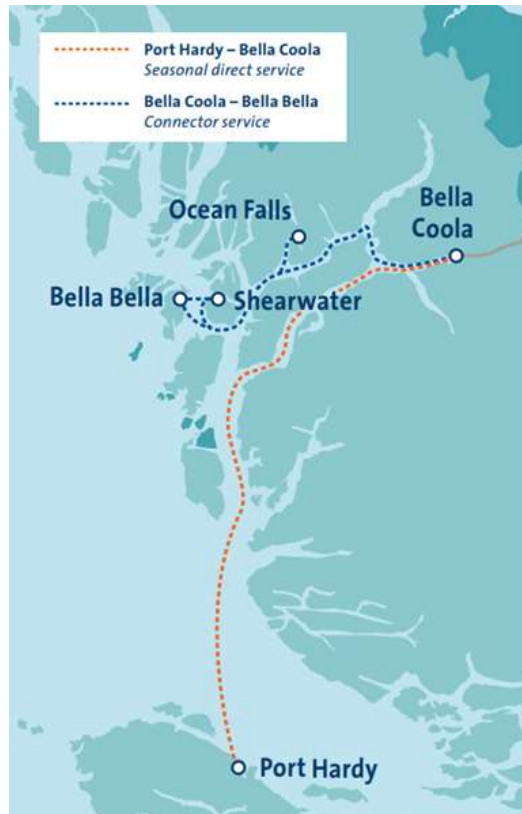 Port Hardy – Bella Coola
Seasonal direct service
Bella Coola – Bella Bella
Connector service
Ocean Falls
Bella
Coola
Bella Bella
Shearwater
Port Hardy